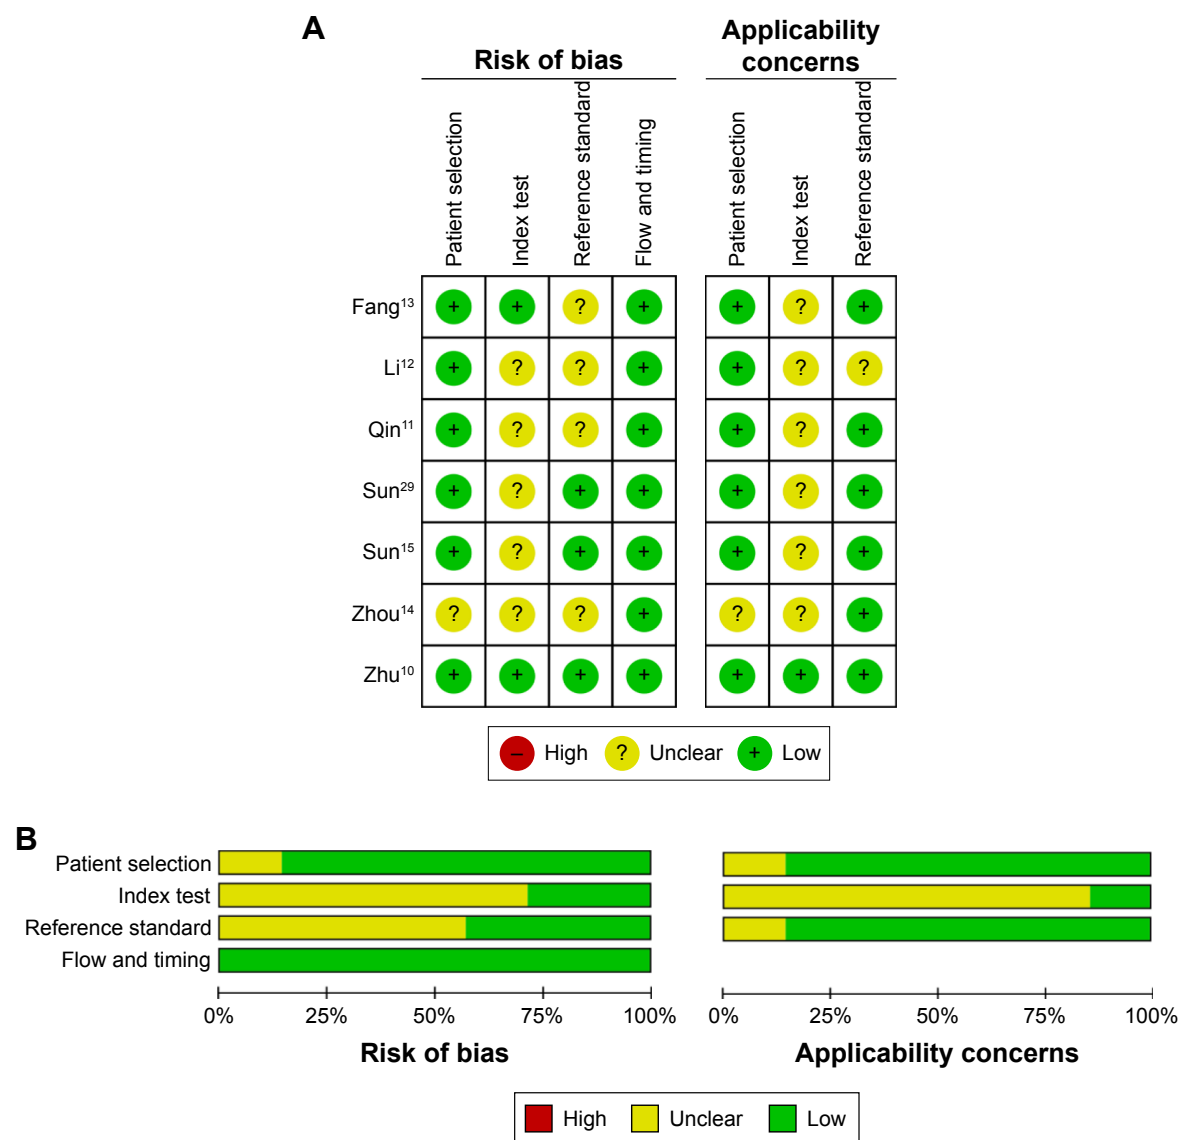 A
Risk of bias
Applicability
concerns
Patient selection
Index test
Reference standard
Flow and timing
Patient selection
Index test
Reference standard
Fang13 + + ? + + ? +
Li12 + ? ? + + ? ?
Qin11 + ? ? + + ? +
Sun29 + ? + + + ? +
Sun15 + ? + + + ? +
Zhou14 ? ? ? + ? ? +
Zhu10 + + + + + + +
– High ? Unclear + Low
B
Patient selection
Index test
Reference standard
Flow and timing
0% 25% 50% 75% 100%
Risk of bias
0% 25% 50% 75% 100%
Applicability concerns
High Unclear Low